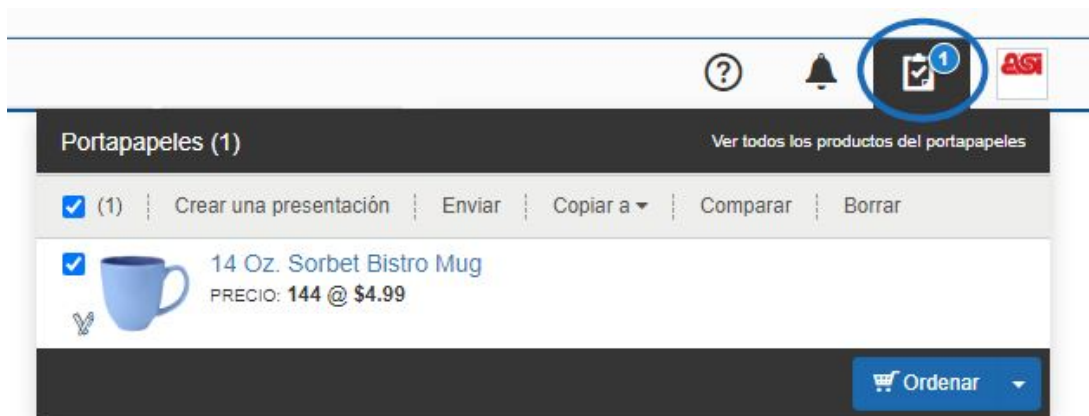 1
ASI
Portapapeles (1)
Ver todos los productos del portapapeles
(1)
Crear una presentación
Enviar
Copiar a
Comparar
Borrar
14 Oz. Sorbet Bistro Mug
PRECIO: 144 @ $4.99
Ordenar